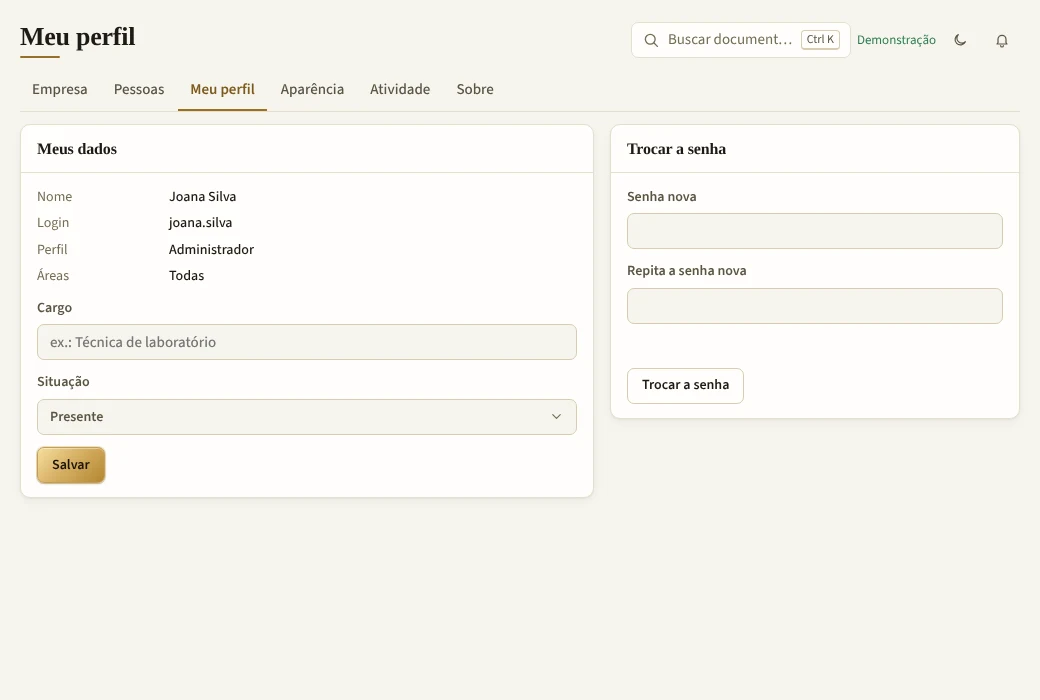 Meu perfil
Buscar document… Ctrl K
Demonstração
Empresa Pessoas Meu perfil Aparência Atividade Sobre
Meus dados
Nome Joana Silva
Login joana.silva
Perfil Administrador
Áreas Todas
Cargo
ex.: Técnica de laboratório
Situação
Presente
Salvar
Trocar a senha
Senha nova
Repita a senha nova
Trocar a senha